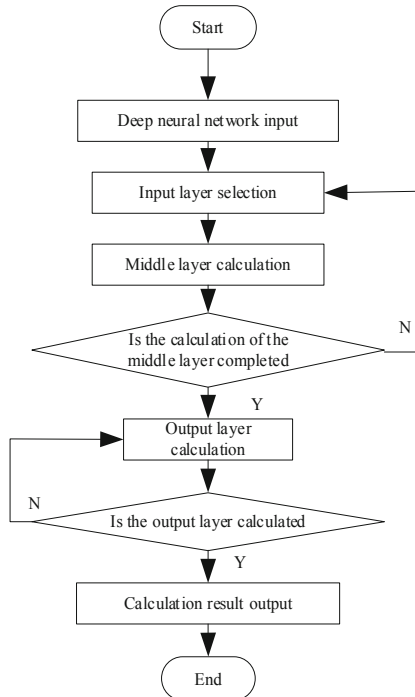 Start
Deep neural network input
Input layer selection
Middle layer calculation
Is the calculation of the
middle layer completed
N
Y
Output layer
calculation
N
Is the output layer calculated
Y
Calculation result output
End